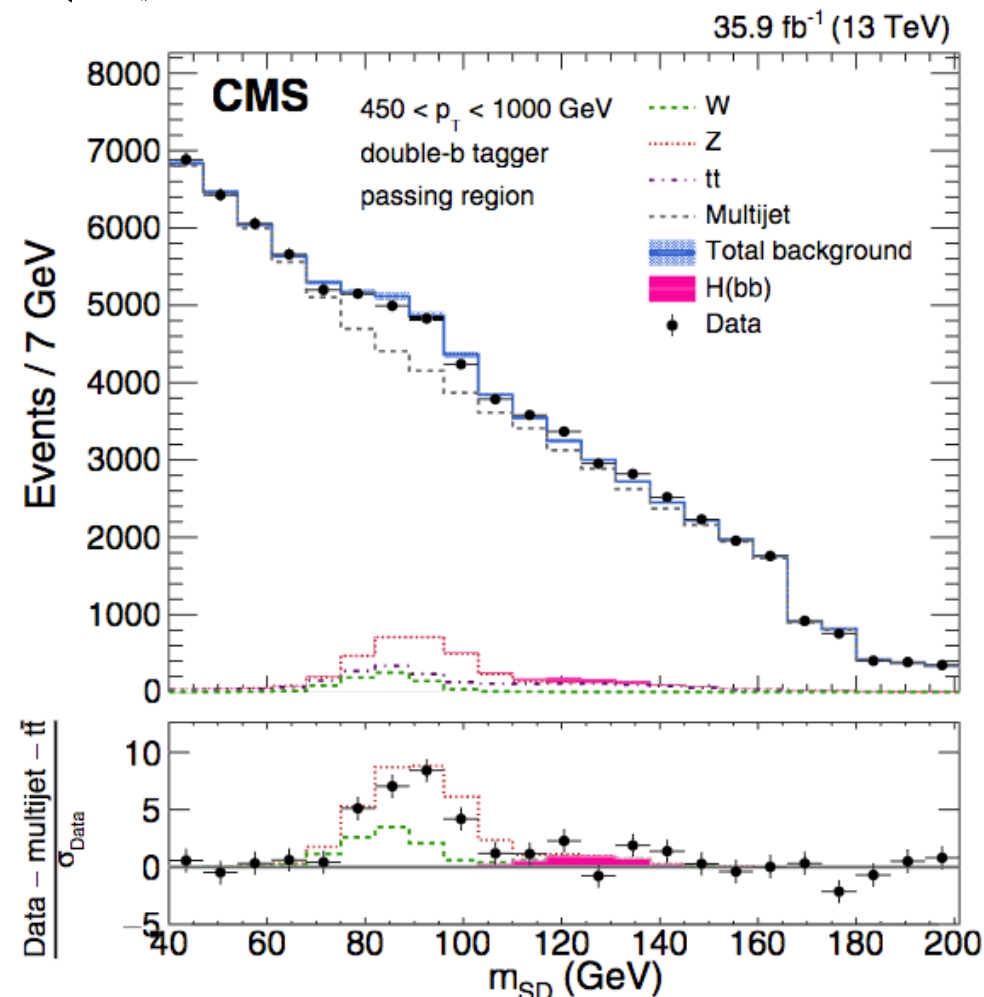 35.9 fb⁻¹ (13 TeV)
CMS
450 < p_T < 1000 GeV
double-b tagger
passing region
W
Z
tt
Multijet
Total background
H(bb)
Data
Events / 7 GeV
8000
7000
6000
5000
4000
3000
2000
1000
0
Data – multijet – tt̄
σ_Data
10
5
0
−5
40 60 80 100 120 140 160 180 200
m_SD (GeV)